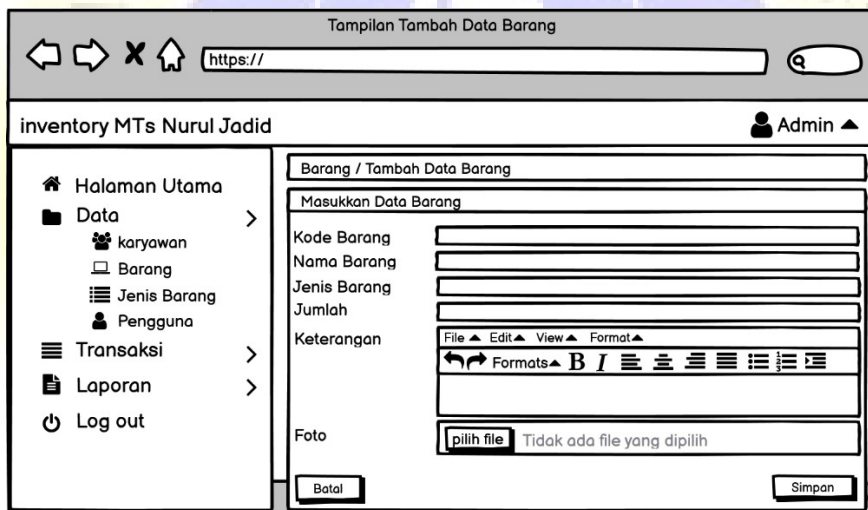 Tampilan Tambah Data Barang
https://
inventory MTs Nurul Jadid
Admin
Halaman Utama
Data
karyawan
Barang
Jenis Barang
Pengguna
Transaksi
Laporan
Log out
Barang / Tambah Data Barang
Masukkan Data Barang
Kode Barang
Nama Barang
Jenis Barang
Jumlah
Keterangan
File Edit View Format
Formats B I
Foto
pilih file Tidak ada file yang dipilih
Batal
Simpan